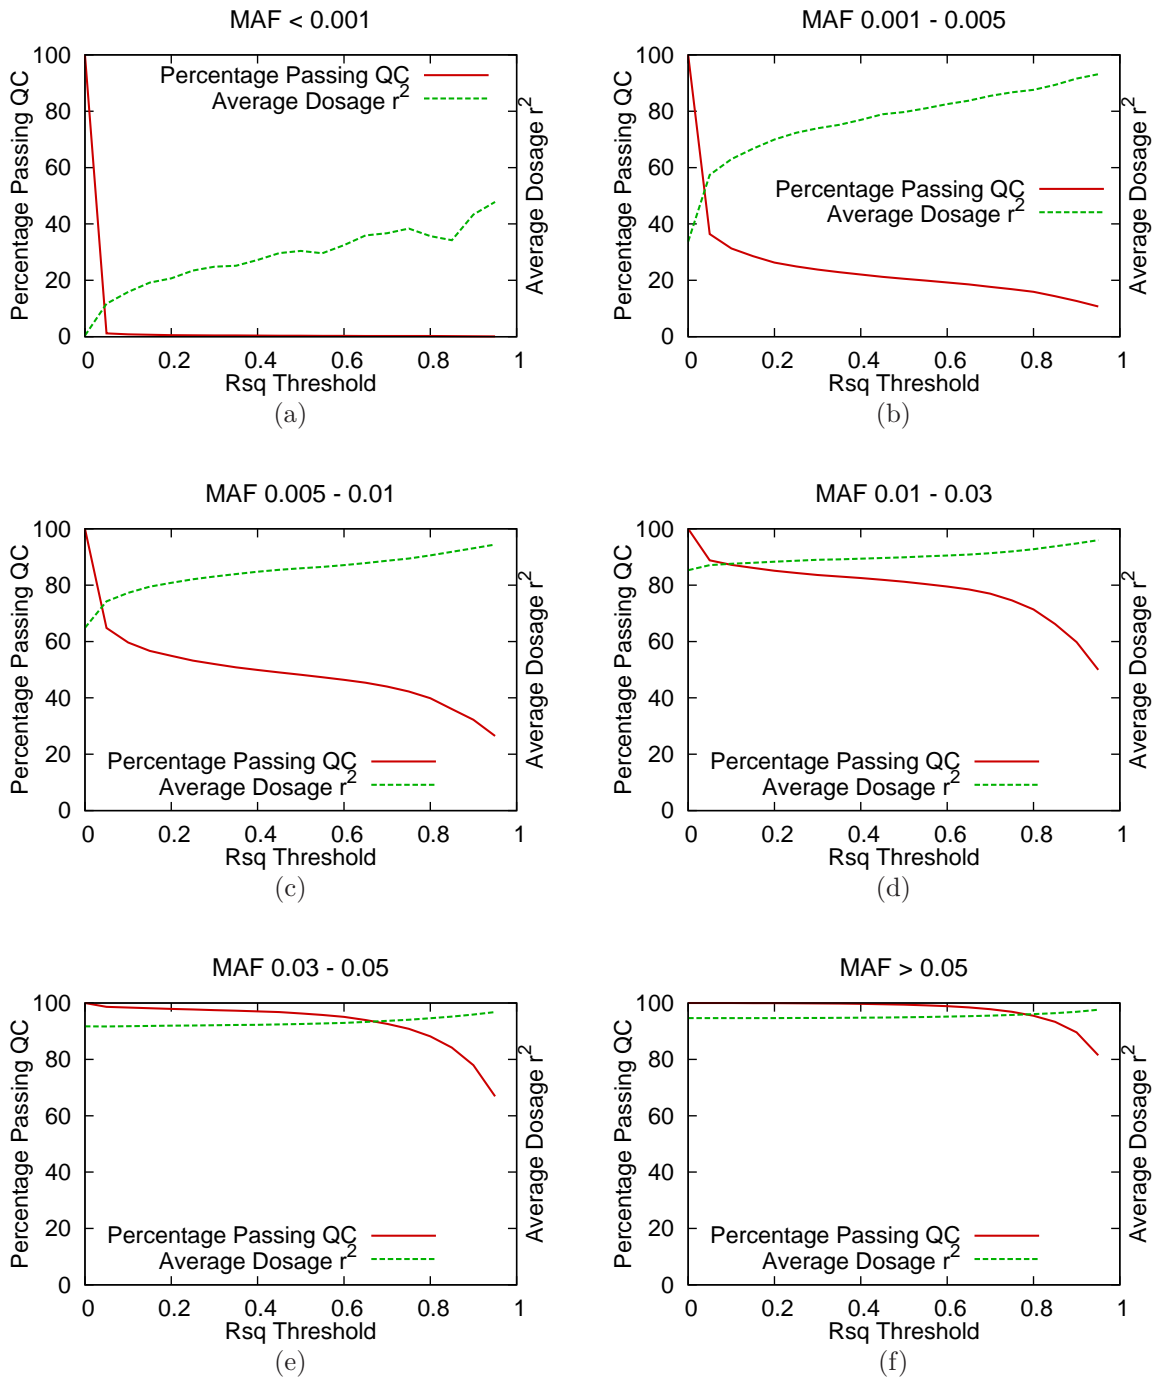 MAF < 0.001
Percentage Passing QC
100
80
60
40
20
0
Percentage Passing QC
Average Dosage r2
Average Dosage r2
0 0.2 0.4 0.6 0.8 1
Rsq Threshold
(a)
MAF 0.001 - 0.005
Percentage Passing QC
100
80
60
40
20
0
Percentage Passing QC
Average Dosage r2
Average Dosage r2
0 0.2 0.4 0.6 0.8 1
Rsq Threshold
(b)
MAF 0.005 - 0.01
Percentage Passing QC
100
80
60
40
20
0
Percentage Passing QC
Average Dosage r2
Average Dosage r2
0 0.2 0.4 0.6 0.8 1
Rsq Threshold
(c)
MAF 0.01 - 0.03
Percentage Passing QC
100
80
60
40
20
0
Percentage Passing QC
Average Dosage r2
Average Dosage r2
0 0.2 0.4 0.6 0.8 1
Rsq Threshold
(d)
MAF 0.03 - 0.05
Percentage Passing QC
100
80
60
40
20
0
Percentage Passing QC
Average Dosage r2
Average Dosage r2
0 0.2 0.4 0.6 0.8 1
Rsq Threshold
(e)
MAF > 0.05
Percentage Passing QC
100
80
60
40
20
0
Percentage Passing QC
Average Dosage r2
Average Dosage r2
0 0.2 0.4 0.6 0.8 1
Rsq Threshold
(f)